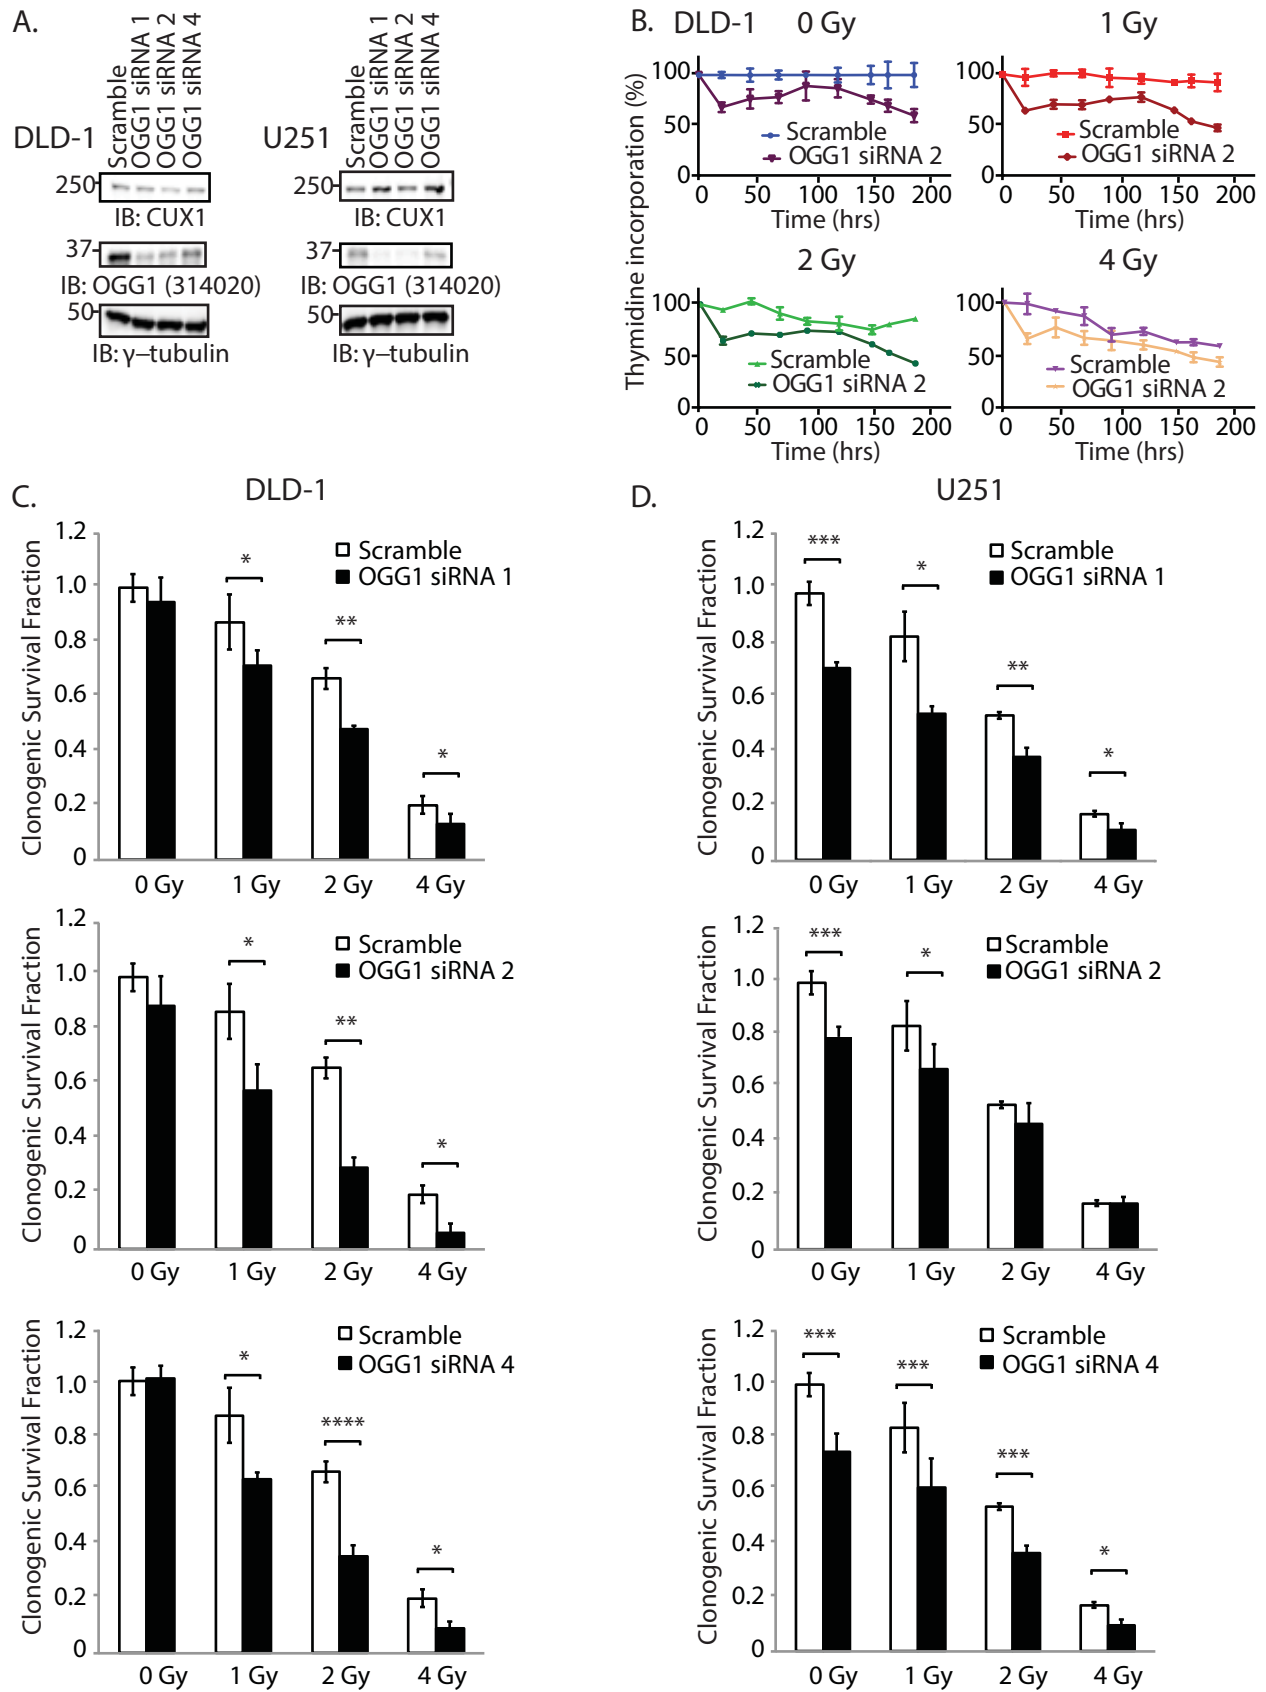 A.
DLD-1
Scramble
OGG1 siRNA 1
OGG1 siRNA 2
OGG1 siRNA 4
250
IB: CUX1
37
IB: OGG1 (314020)
50
IB: γ–tubulin
U251
Scramble
OGG1 siRNA 1
OGG1 siRNA 2
OGG1 siRNA 4
250
IB: CUX1
37
IB: OGG1 (314020)
50
IB: γ–tubulin
B.
DLD-1
Thymidine incorporation (%)
0 Gy
100
50
0
Scramble
OGG1 siRNA 2
0 50 100 150 200
Time (hrs)
1 Gy
100
50
0
Scramble
OGG1 siRNA 2
0 50 100 150 200
Time (hrs)
2 Gy
100
50
0
Scramble
OGG1 siRNA 2
0 50 100 150 200
Time (hrs)
4 Gy
100
50
0
Scramble
OGG1 siRNA 2
0 50 100 150 200
Time (hrs)
C.
DLD-1
Clonogenic Survival Fraction
1.2
1.0
0.8
0.6
0.4
0.2
0
Scramble
OGG1 siRNA 1
*
**
*
0 Gy 1 Gy 2 Gy 4 Gy
Clonogenic Survival Fraction
1.2
1.0
0.8
0.6
0.4
0.2
0
Scramble
OGG1 siRNA 2
*
**
*
0 Gy 1 Gy 2 Gy 4 Gy
Clonogenic Survival Fraction
1.2
1.0
0.8
0.6
0.4
0.2
0
Scramble
OGG1 siRNA 4
*
****
*
0 Gy 1 Gy 2 Gy 4 Gy
D.
U251
Clonogenic Survival Fraction
1.2
1.0
0.8
0.6
0.4
0.2
0
Scramble
OGG1 siRNA 1
***
*
**
*
0 Gy 1 Gy 2 Gy 4 Gy
Clonogenic Survival Fraction
1.2
1.0
0.8
0.6
0.4
0.2
0
Scramble
OGG1 siRNA 2
***
*
0 Gy 1 Gy 2 Gy 4 Gy
Clonogenic Survival Fraction
1.2
1.0
0.8
0.6
0.4
0.2
0
Scramble
OGG1 siRNA 4
***
***
***
*
0 Gy 1 Gy 2 Gy 4 Gy